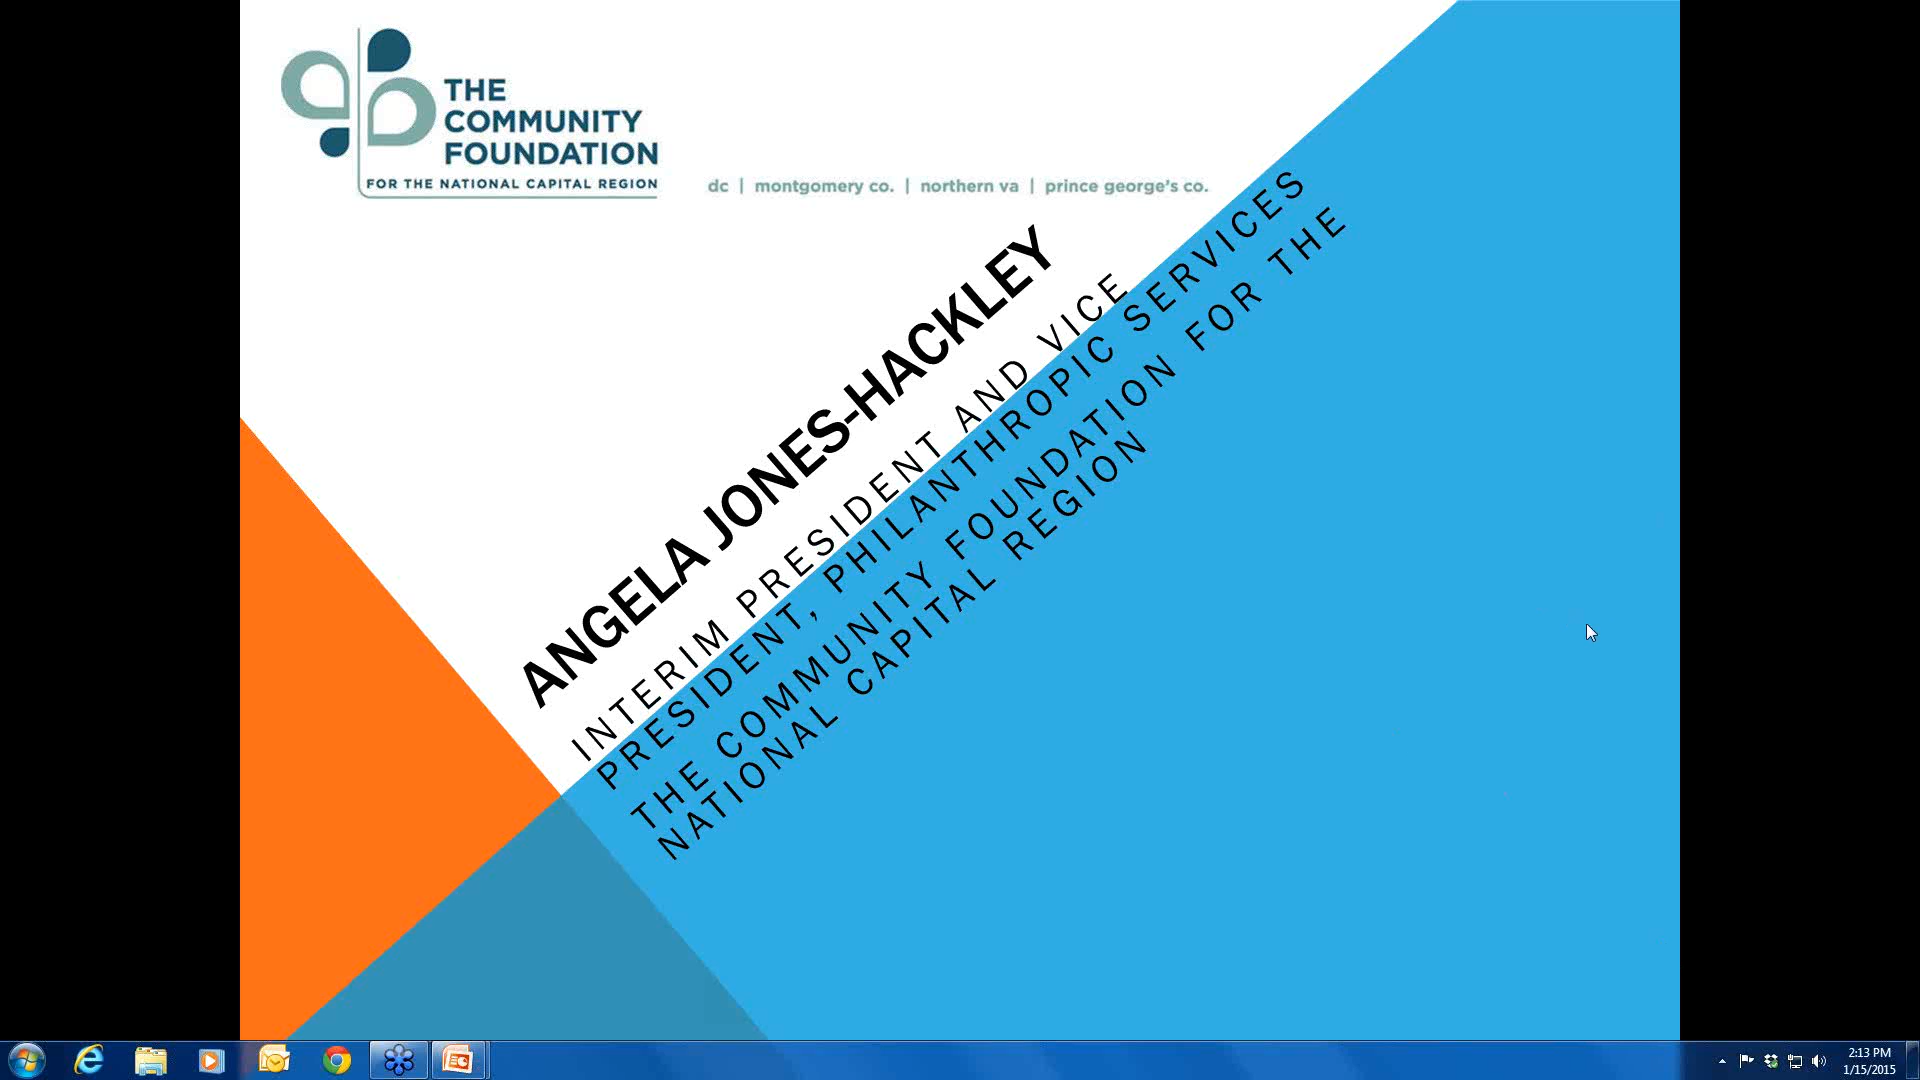 THE
COMMUNITY
FOUNDATION
FOR THE NATIONAL CAPITAL REGION
dc | montgomery co. | northern va | prince george's co.
ANGELA JONES-HACKLEY
INTERIM PRESIDENT AND VICE
PRESIDENT, PHILANTHROPIC SERVICES
THE COMMUNITY FOUNDATION FOR THE
NATIONAL CAPITAL REGION
2:13 PM
1/15/2015